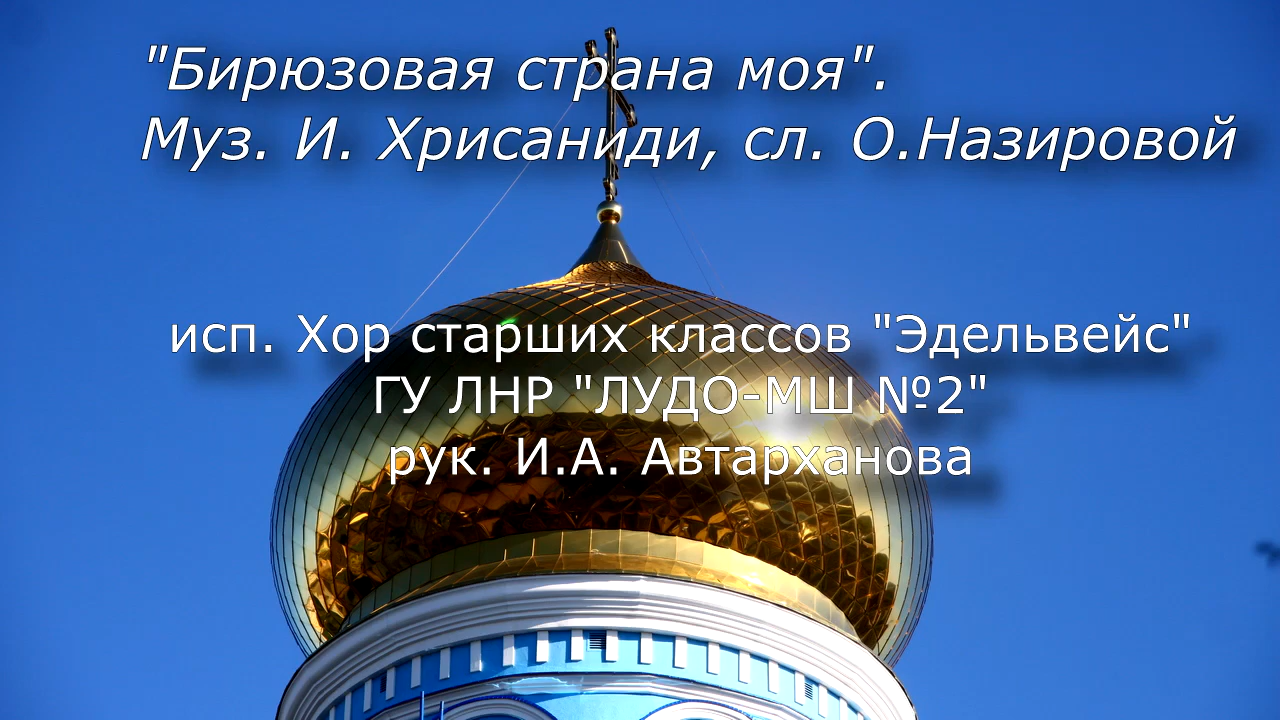 "Бирюзовая страна моя".
Муз. И. Хрисаниди, сл. О.Назировой
исп. Хор старших классов "Эдельвейс"
ГУ ЛНР "ЛУДО-МШ №2"
рук. И.А. Автарханова